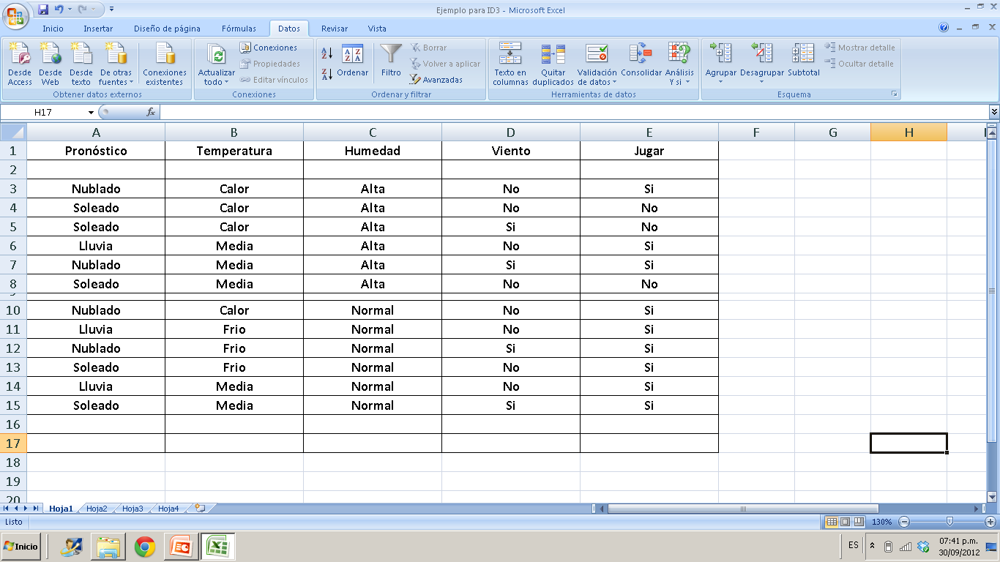 Ejemplo para ID3 - Microsoft Excel
Inicio Insertar Diseño de página Fórmulas Datos Revisar Vista
Desde Access
Desde Web
Desde texto
De otras fuentes
Conexiones existentes
Obtener datos externos
Actualizar todo
Conexiones
Propiedades
Editar vínculos
Conexiones
Ordenar
Filtro
Borrar
Volver a aplicar
Avanzadas
Ordenar y filtrar
Texto en columnas
Quitar duplicados
Validación de datos
Consolidar
Análisis Y si
Herramientas de datos
Agrupar
Desagrupar
Subtotal
Mostrar detalle
Ocultar detalle
Esquema
H17 fx
A B C D E F G H
1 Pronóstico Temperatura Humedad Viento Jugar
2
3 Nublado Calor Alta No Si
4 Soleado Calor Alta No No
5 Soleado Calor Alta Si No
6 Lluvia Media Alta No Si
7 Nublado Media Alta Si Si
8 Soleado Media Alta No No
10 Nublado Calor Normal No Si
11 Lluvia Frio Normal No Si
12 Nublado Frio Normal Si Si
13 Soleado Frio Normal No Si
14 Lluvia Media Normal No Si
15 Soleado Media Normal Si Si
16
17
18
19
20
Hoja1 Hoja2 Hoja3 Hoja4
Listo 130%
Inicio ES 07:41 p.m.
30/09/2012